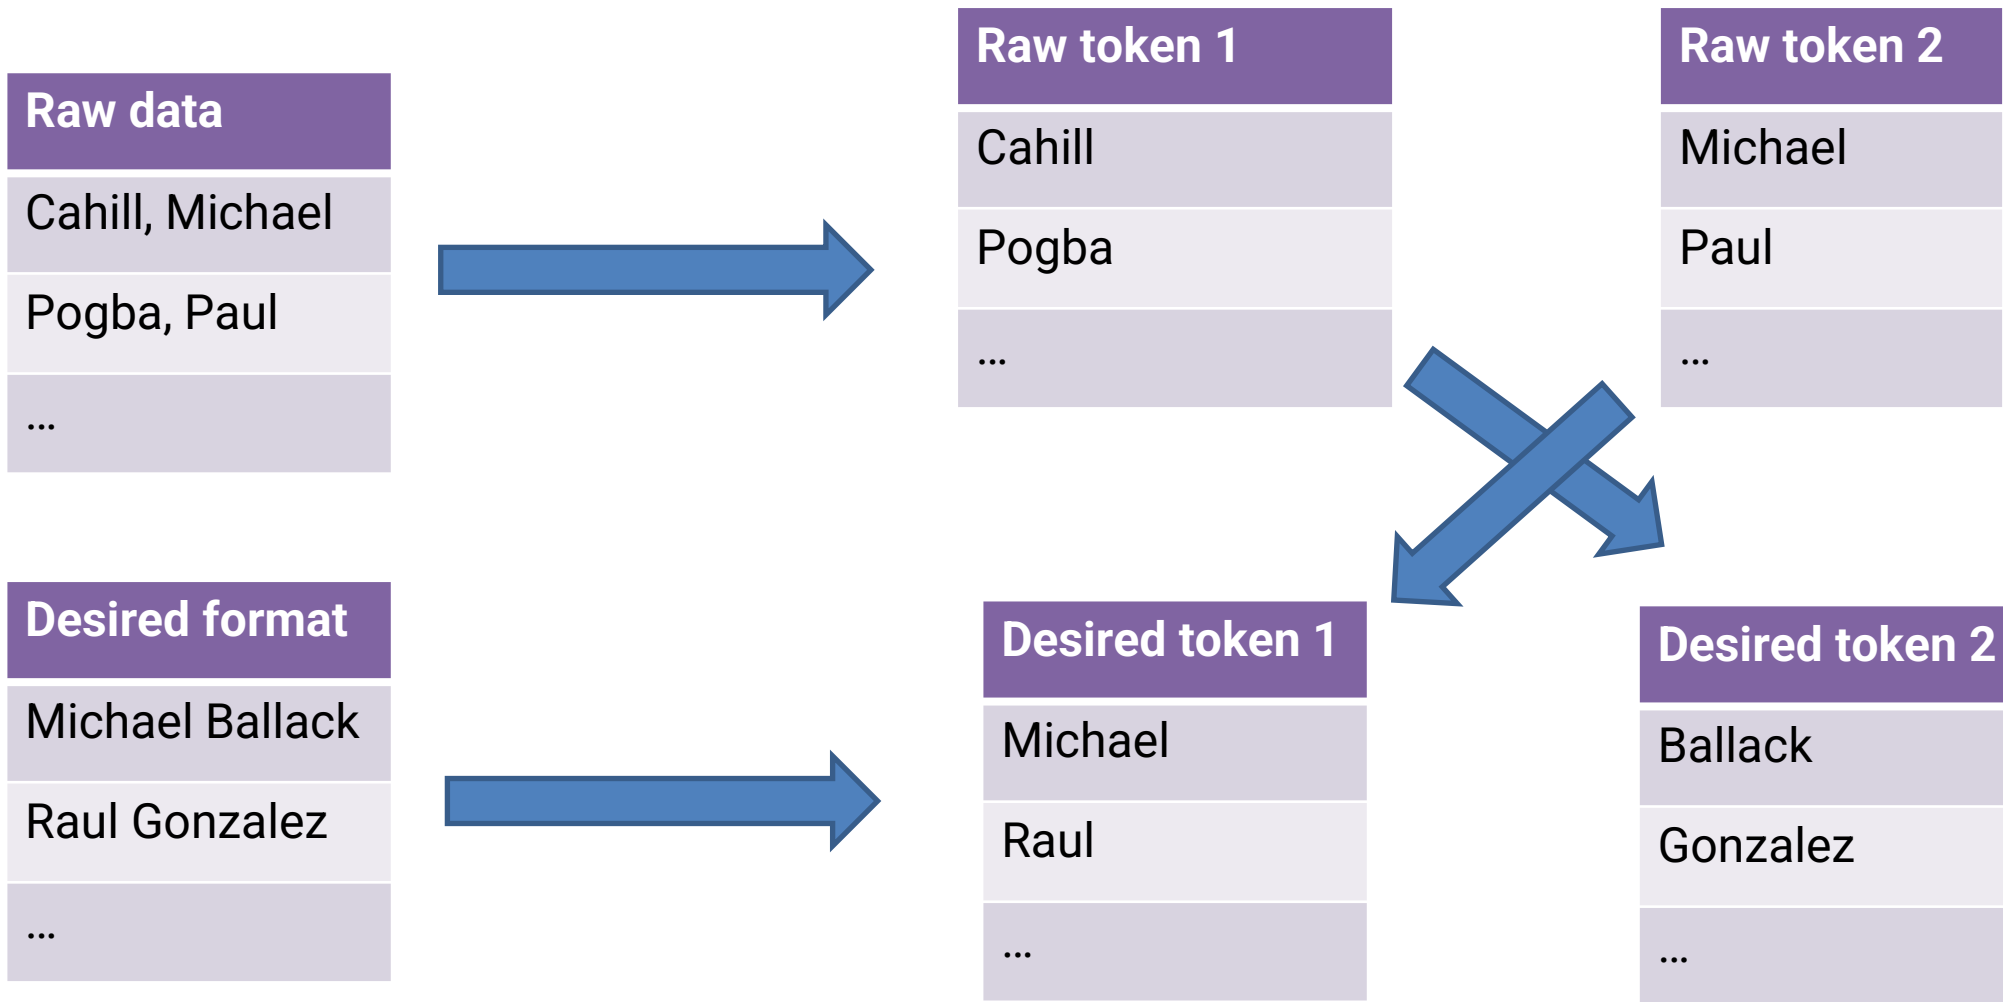 Raw data
Cahill, Michael
Pogba, Paul
...
Raw token 1
Cahill
Pogba
...
Raw token 2
Michael
Paul
...
Desired format
Michael Ballack
Raul Gonzalez
...
Desired token 1
Michael
Raul
...
Desired token 2
Ballack
Gonzalez
...